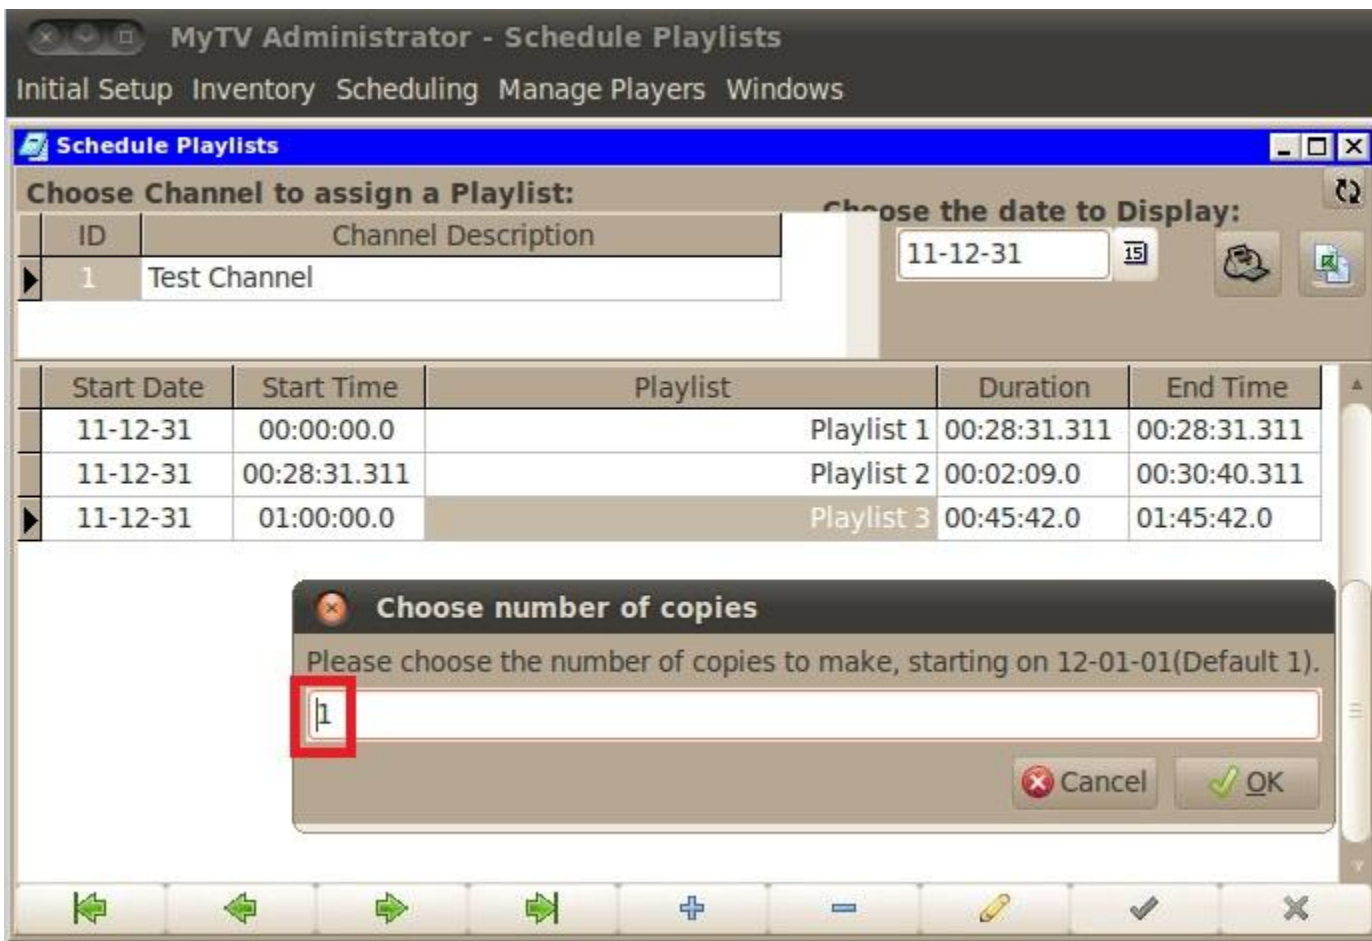 MyTV Administrator - Schedule Playlists
Initial Setup Inventory Scheduling Manage Players Windows
Schedule Playlists
Choose Channel to assign a Playlist:
Choose the date to Display:
ID Channel Description
11-12-31 15
1 Test Channel
Start Date Start Time Playlist Duration End Time
11-12-31 00:00:00.0 Playlist 1 00:28:31.311 00:28:31.311
11-12-31 00:28:31.311 Playlist 2 00:02:09.0 00:30:40.311
11-12-31 01:00:00.0 Playlist 3 00:45:42.0 01:45:42.0
Choose number of copies
Please choose the number of copies to make, starting on 12-01-01(Default 1).
1
Cancel OK